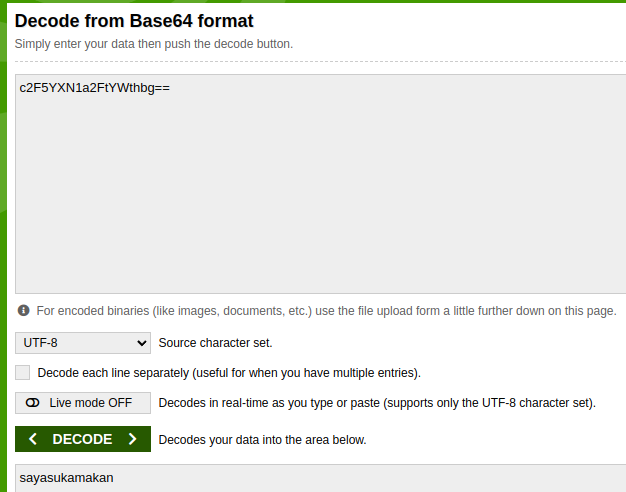 Decode from Base64 format
Simply enter your data then push the decode button.
c2F5YXN1a2FtYWthbg==
For encoded binaries (like images, documents, etc.) use the file upload form a little further down on this page.
UTF-8 Source character set.
Decode each line separately (useful for when you have multiple entries).
Live mode OFF Decodes in real-time as you type or paste (supports only the UTF-8 character set).
DECODE Decodes your data into the area below.
sayasukamakan